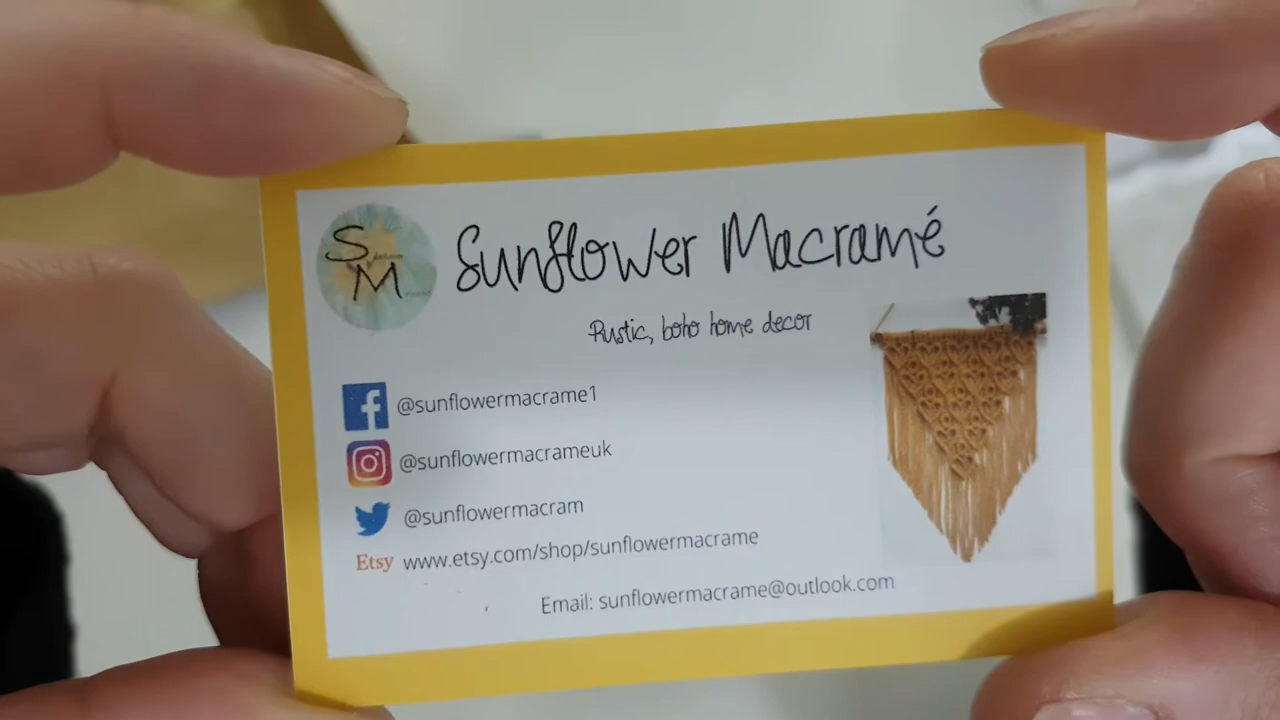 SM
Sunflower Macramé
Rustic, boho home decor
@sunflowermacrame1
@sunflowermacrameuk
@sunflowermacram
Etsy www.etsy.com/shop/sunflowermacrame
Email: sunflowermacrame@outlook.com